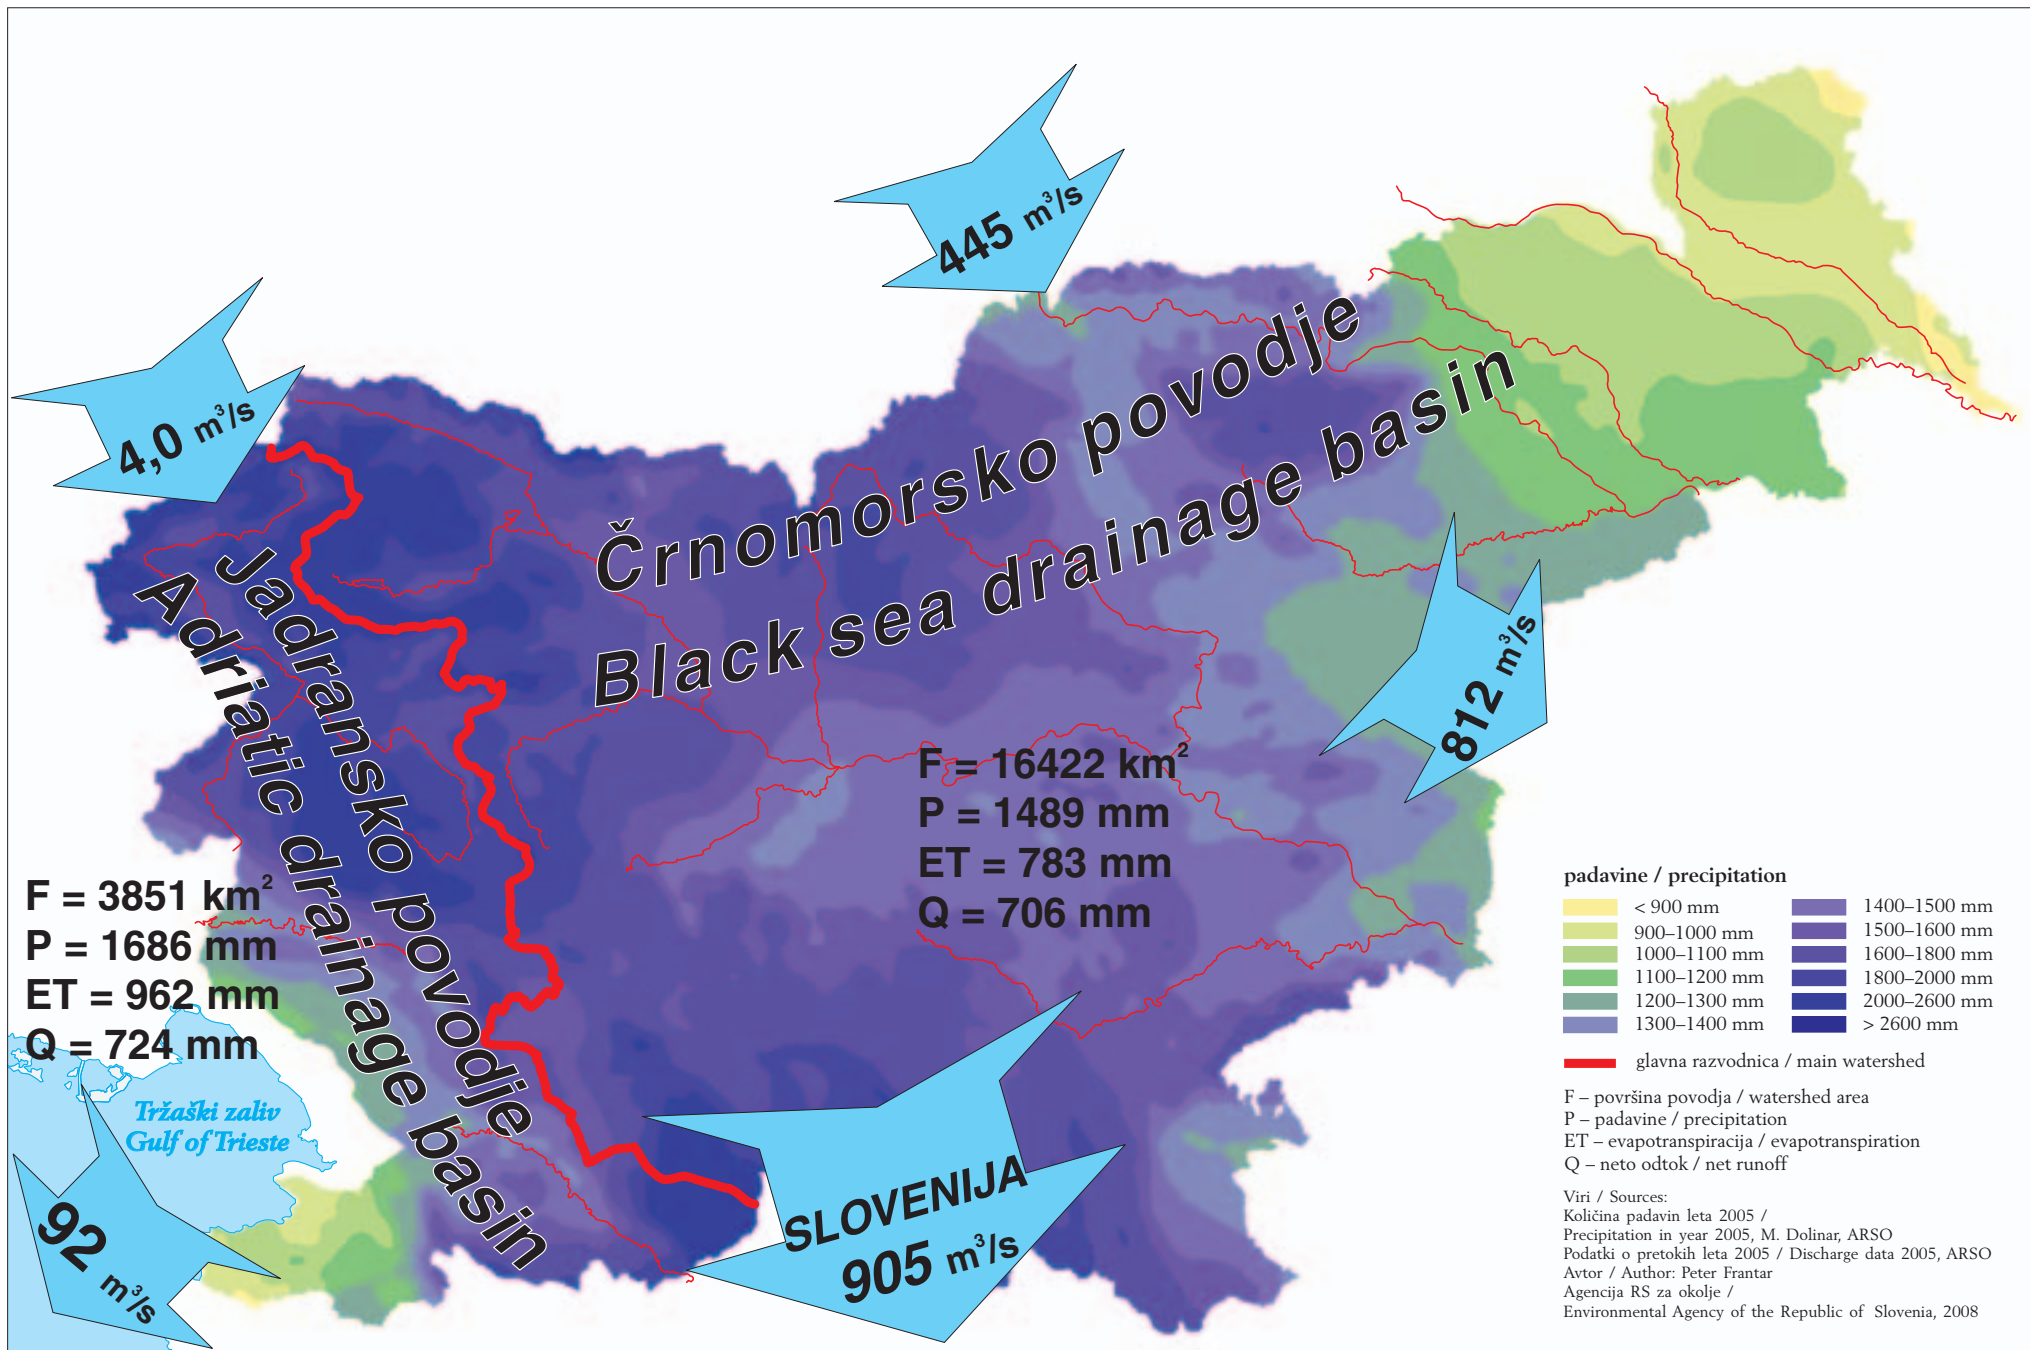 445 m³/s
4,0 m³/s
Črnomorsko povodje
Black sea drainage basin
812 m³/s
Jadransko povodje
Adriatic drainage basin
F = 16422 km²
P = 1489 mm
ET = 783 mm
Q = 706 mm
F = 3851 km²
P = 1686 mm
ET = 962 mm
Q = 724 mm
Tržaški zaliv
Gulf of Trieste
92 m³/s
SLOVENIJA
905 m³/s
padavine / precipitation
< 900 mm
900–1000 mm
1000–1100 mm
1100–1200 mm
1200–1300 mm
1300–1400 mm
1400–1500 mm
1500–1600 mm
1600–1800 mm
1800–2000 mm
2000–2600 mm
> 2600 mm
glavna razvodnica / main watershed
F – površina povodja / watershed area
P – padavine / precipitation
ET – evapotranspiracija / evapotranspiration
Q – neto odtok / net runoff
Viri / Sources:
Količina padavin leta 2005 /
Precipitation in year 2005, M. Dolinar, ARSO
Podatki o pretokih leta 2005 / Discharge data 2005, ARSO
Avtor / Author: Peter Frantar
Agencija RS za okolje /
Environmental Agency of the Republic of Slovenia, 2008